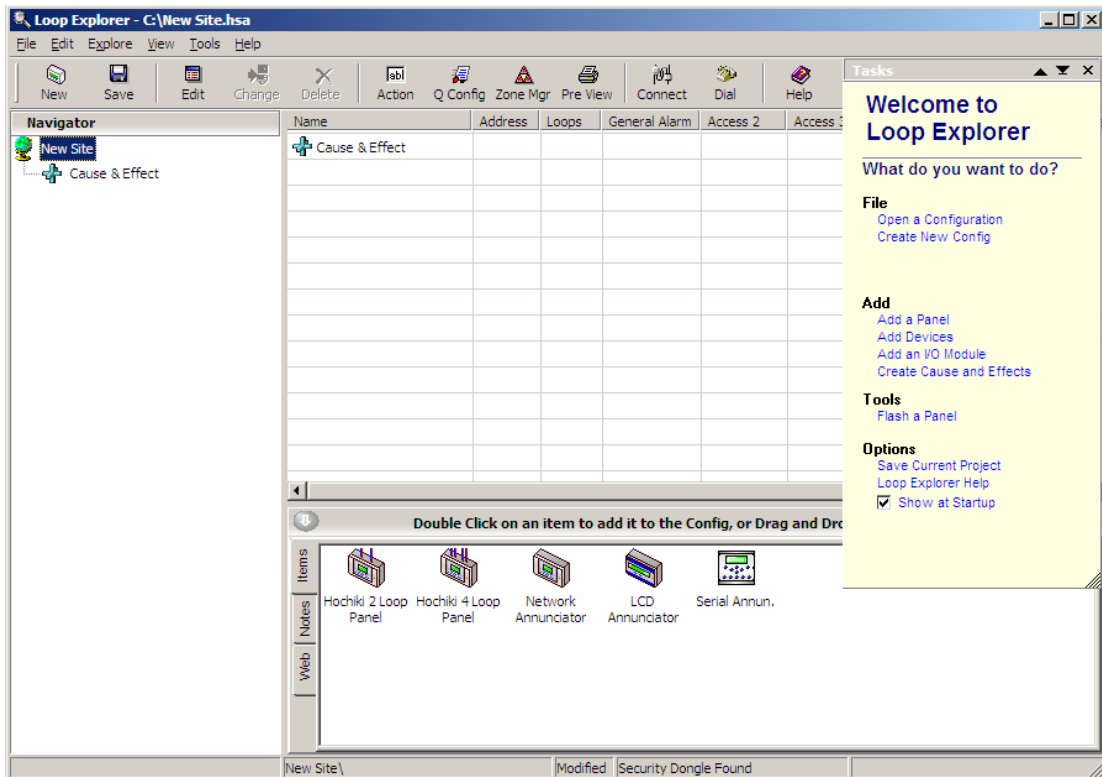 Loop Explorer - C:\New Site.hsa
File Edit Explore View Tools Help
New Save Edit Change Delete Action Q Config Zone Mgr Pre View Connect Dial Help
Navigator
New Site
Cause & Effect
Name Address Loops General Alarm Access 2 Access 3
Cause & Effect
Double Click on an item to add it to the Config, or Drag and Dro
Items
Notes
Web
Hochiki 2 Loop Panel
Hochiki 4 Loop Panel
Network Annunciator
LCD Annunciator
Serial Annun.
Tasks
Welcome to
Loop Explorer
What do you want to do?
File
Open a Configuration
Create New Config
Add
Add a Panel
Add Devices
Add an I/O Module
Create Cause and Effects
Tools
Flash a Panel
Options
Save Current Project
Loop Explorer Help
Show at Startup
New Site\ Modified Security Dongle Found